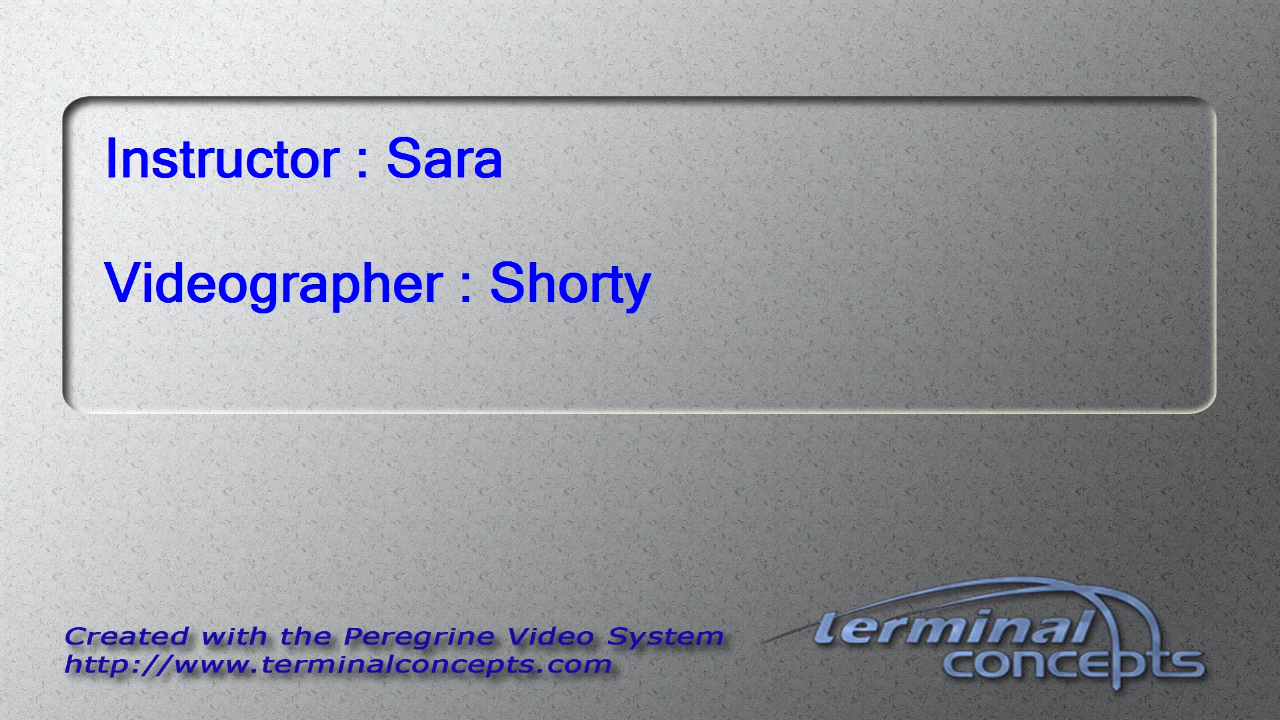 Instructor : Sara
Videographer : Shorty
Created with the Peregrine Video System
http://www.terminalconcepts.com
terminal
concepts